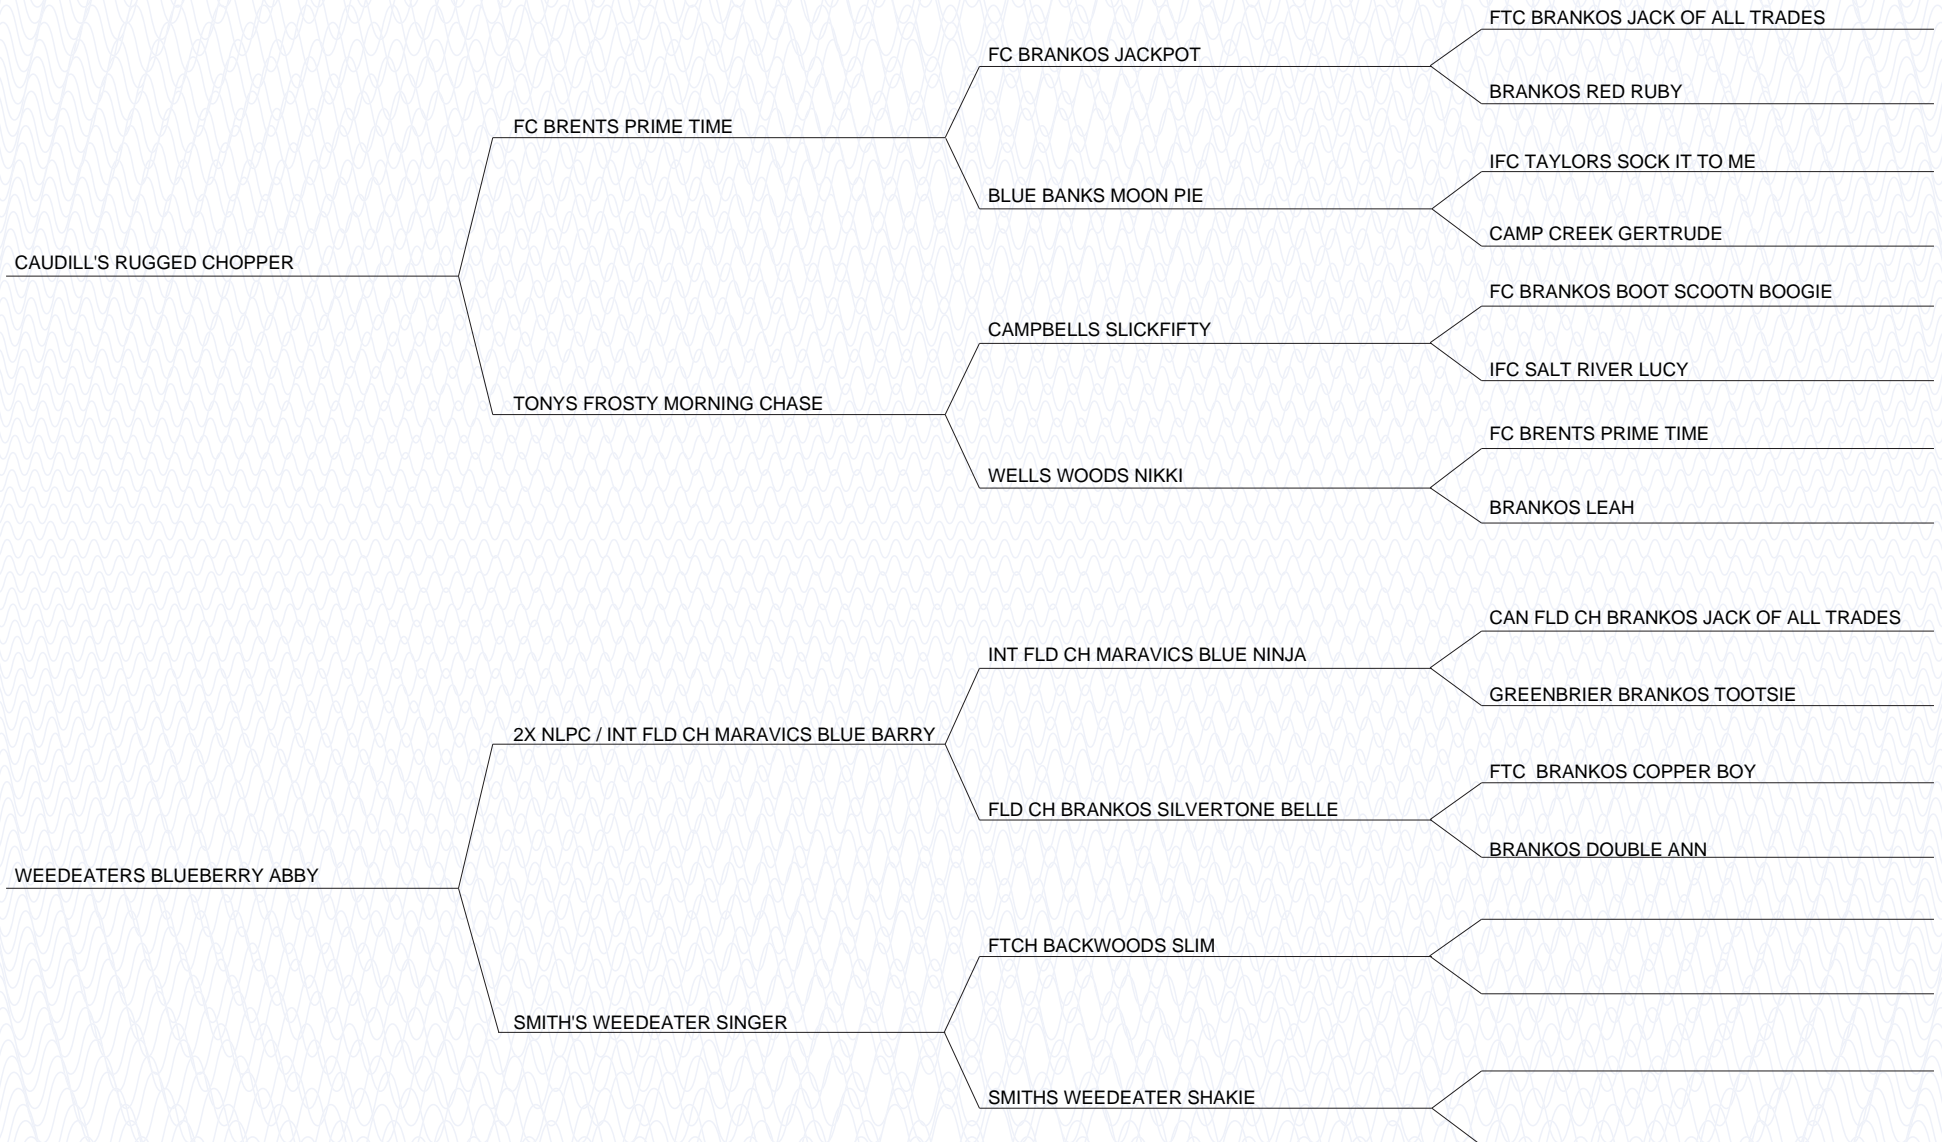 FTC BRANKOS JACK OF ALL TRADES
FC BRANKOS JACKPOT
BRANKOS RED RUBY
FC BRENTS PRIME TIME
IFC TAYLORS SOCK IT TO ME
BLUE BANKS MOON PIE
CAMP CREEK GERTRUDE
CAUDILL'S RUGGED CHOPPER
FC BRANKOS BOOT SCOOTN BOOGIE
CAMPBELLS SLICKFIFTY
IFC SALT RIVER LUCY
TONYS FROSTY MORNING CHASE
FC BRENTS PRIME TIME
WELLS WOODS NIKKI
BRANKOS LEAH
CAN FLD CH BRANKOS JACK OF ALL TRADES
INT FLD CH MARAVICS BLUE NINJA
GREENBRIER BRANKOS TOOTSIE
2X NLPC / INT FLD CH MARAVICS BLUE BARRY
FTC  BRANKOS COPPER BOY
FLD CH BRANKOS SILVERTONE BELLE
BRANKOS DOUBLE ANN
WEEDEATERS BLUEBERRY ABBY
FTCH BACKWOODS SLIM
SMITH'S WEEDEATER SINGER
SMITHS WEEDEATER SHAKIE